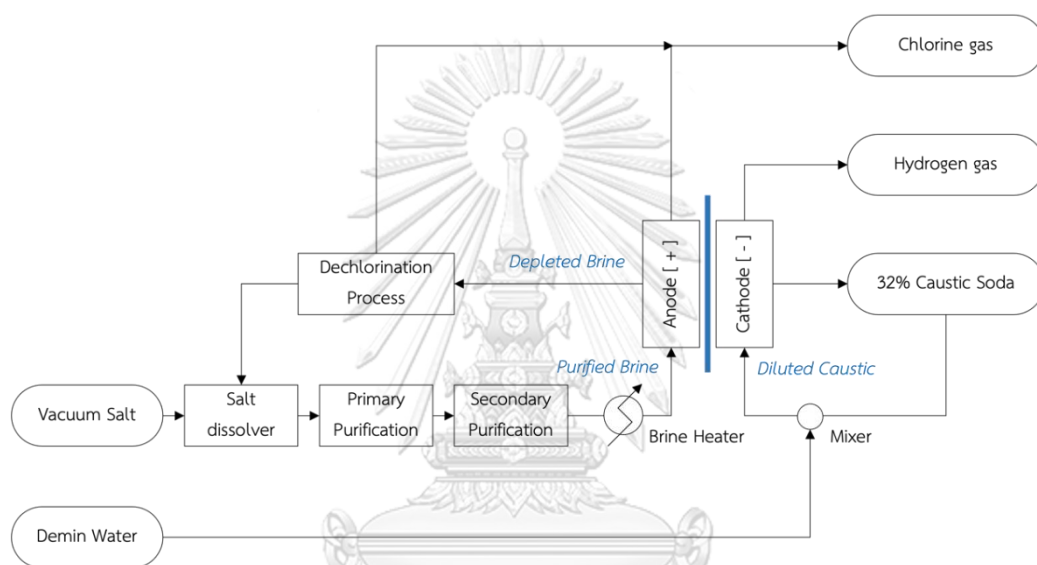 Chlorine gas
Hydrogen gas
Dechlorination
Process
Depleted Brine
Anode [ + ]
Cathode [ - ]
32% Caustic Soda
Purified Brine
Diluted Caustic
Vacuum Salt
Salt
dissolver
Primary
Purification
Secondary
Purification
Brine Heater
Mixer
Demin Water